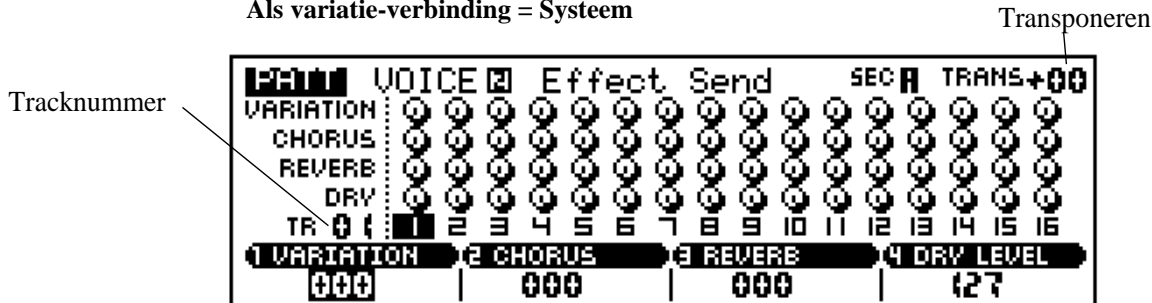 Als variatie-verbinding = Systeem
Transponeren
PATT VOICE 2 Effect Send SEC A TRANS +00
Tracknummer
VARIATION
CHORUS
REVERB
DRY
TR 01 1 2 3 4 5 6 7 8 9 10 11 12 13 14 15 16
1 VARIATION 2 CHORUS 3 REVERB 4 DRY LEVEL
000 000 000 127